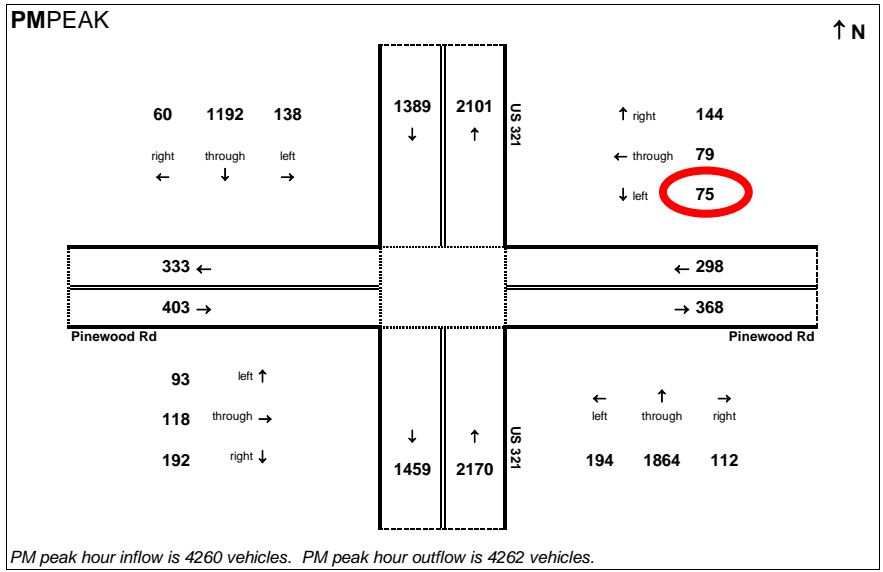 PMPEAK
↑ N
60 1192 138
right through left
← ↓ →
1389 2101
↓ ↑
US 321
↑ right 144
← through 79
↓ left 75
333 ←
403 →
← 298
→ 368
Pinewood Rd
Pinewood Rd
93 left ↑
118 through →
192 right ↓
↓ ↑
1459 2170
US 321
← ↑ →
left through right
194 1864 112
PM peak hour inflow is 4260 vehicles. PM peak hour outflow is 4262 vehicles.